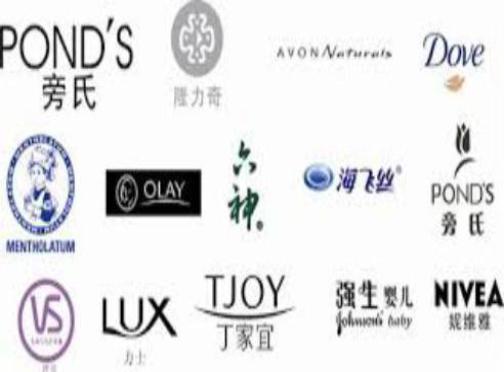 POND'S
旁氏
隆力奇
AVON Naturals
Dove
MENTHOLATUM
OLAY
六神
海飞丝®
POND'S
旁氏
VS
LUX
力士
TJOY
丁家宜
强生婴儿
Johnson's baby
NIVEA
妮维雅